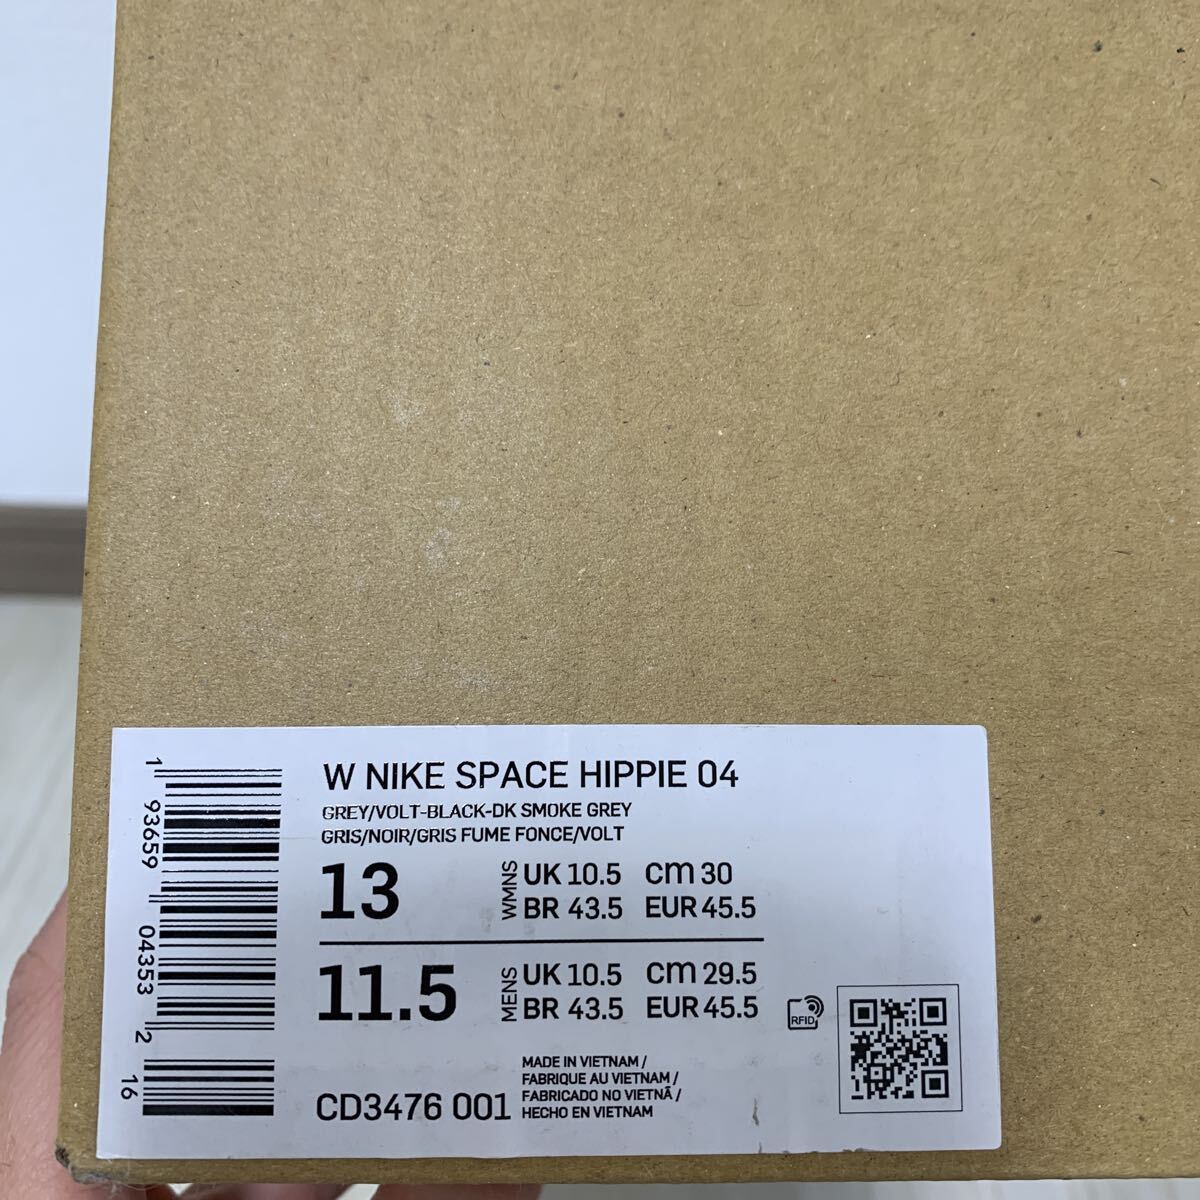 W NIKE SPACE HIPPIE 04
GREY/VOLT-BLACK-DK SMOKE GREY
GRIS/NOIR/GRIS FUME FONCE/VOLT
13
WMNS
UK 10.5 cm 30
BR 43.5 EUR 45.5
11.5
MENS
UK 10.5 cm 29.5
BR 43.5 EUR 45.5
RFID
CD3476 001
MADE IN VIETNAM /
FABRIQUE AU VIETNAM /
FABRICADO NO VIETNÃ /
HECHO EN VIETNAM
1 93659 04353 2 16